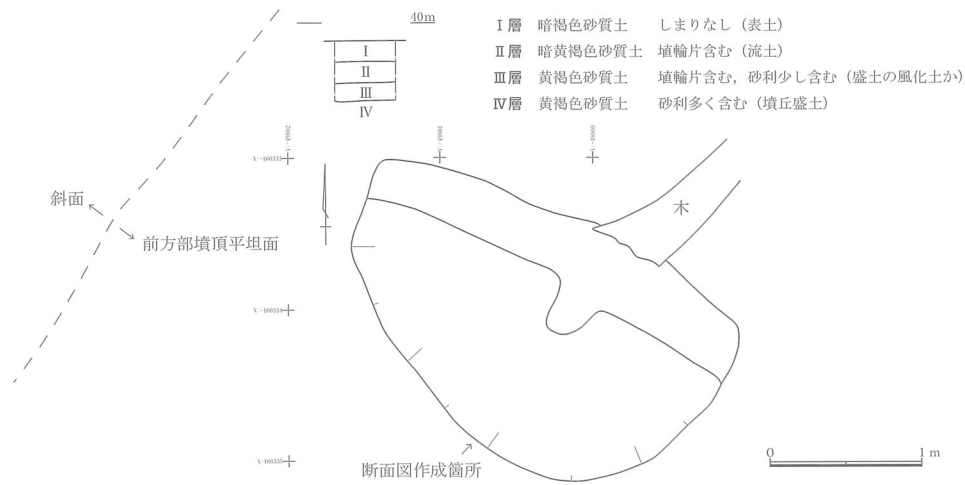 40m
Ⅰ層 暗褐色砂質土 しまりなし（表土）
Ⅱ層 暗黄褐色砂質土 埴輪片含む（流土）
Ⅲ層 黄褐色砂質土 埴輪片含む，砂利少し含む（盛土の風化土か）
Ⅳ層 黄褐色砂質土 砂利多く含む（墳丘盛土）
Ⅰ
Ⅱ
Ⅲ
Ⅳ
X:-160333
斜面
前方部墳頂平坦面
木
X:-160334
X:-160335
断面図作成箇所
0 1 m